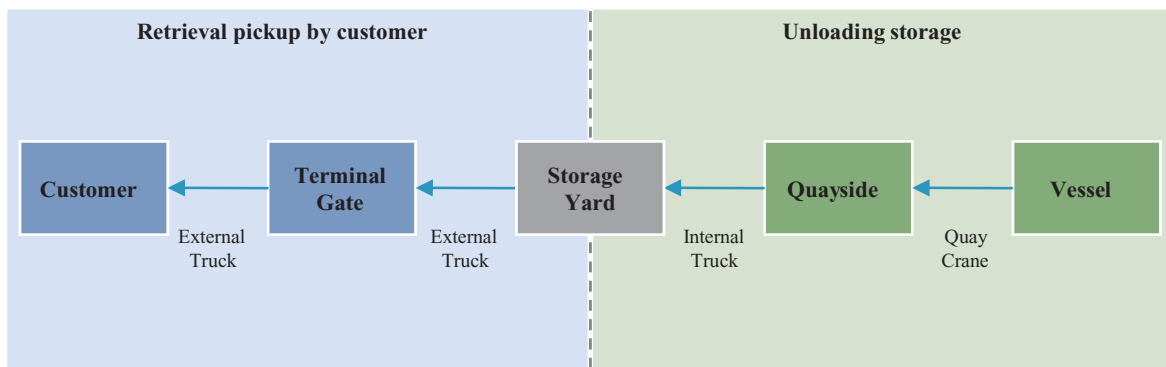 Retrieval pickup by customer
Unloading storage
Customer
Terminal
Gate
Storage
Yard
Quayside
Vessel
External
Truck
External
Truck
Internal
Truck
Quay
Crane